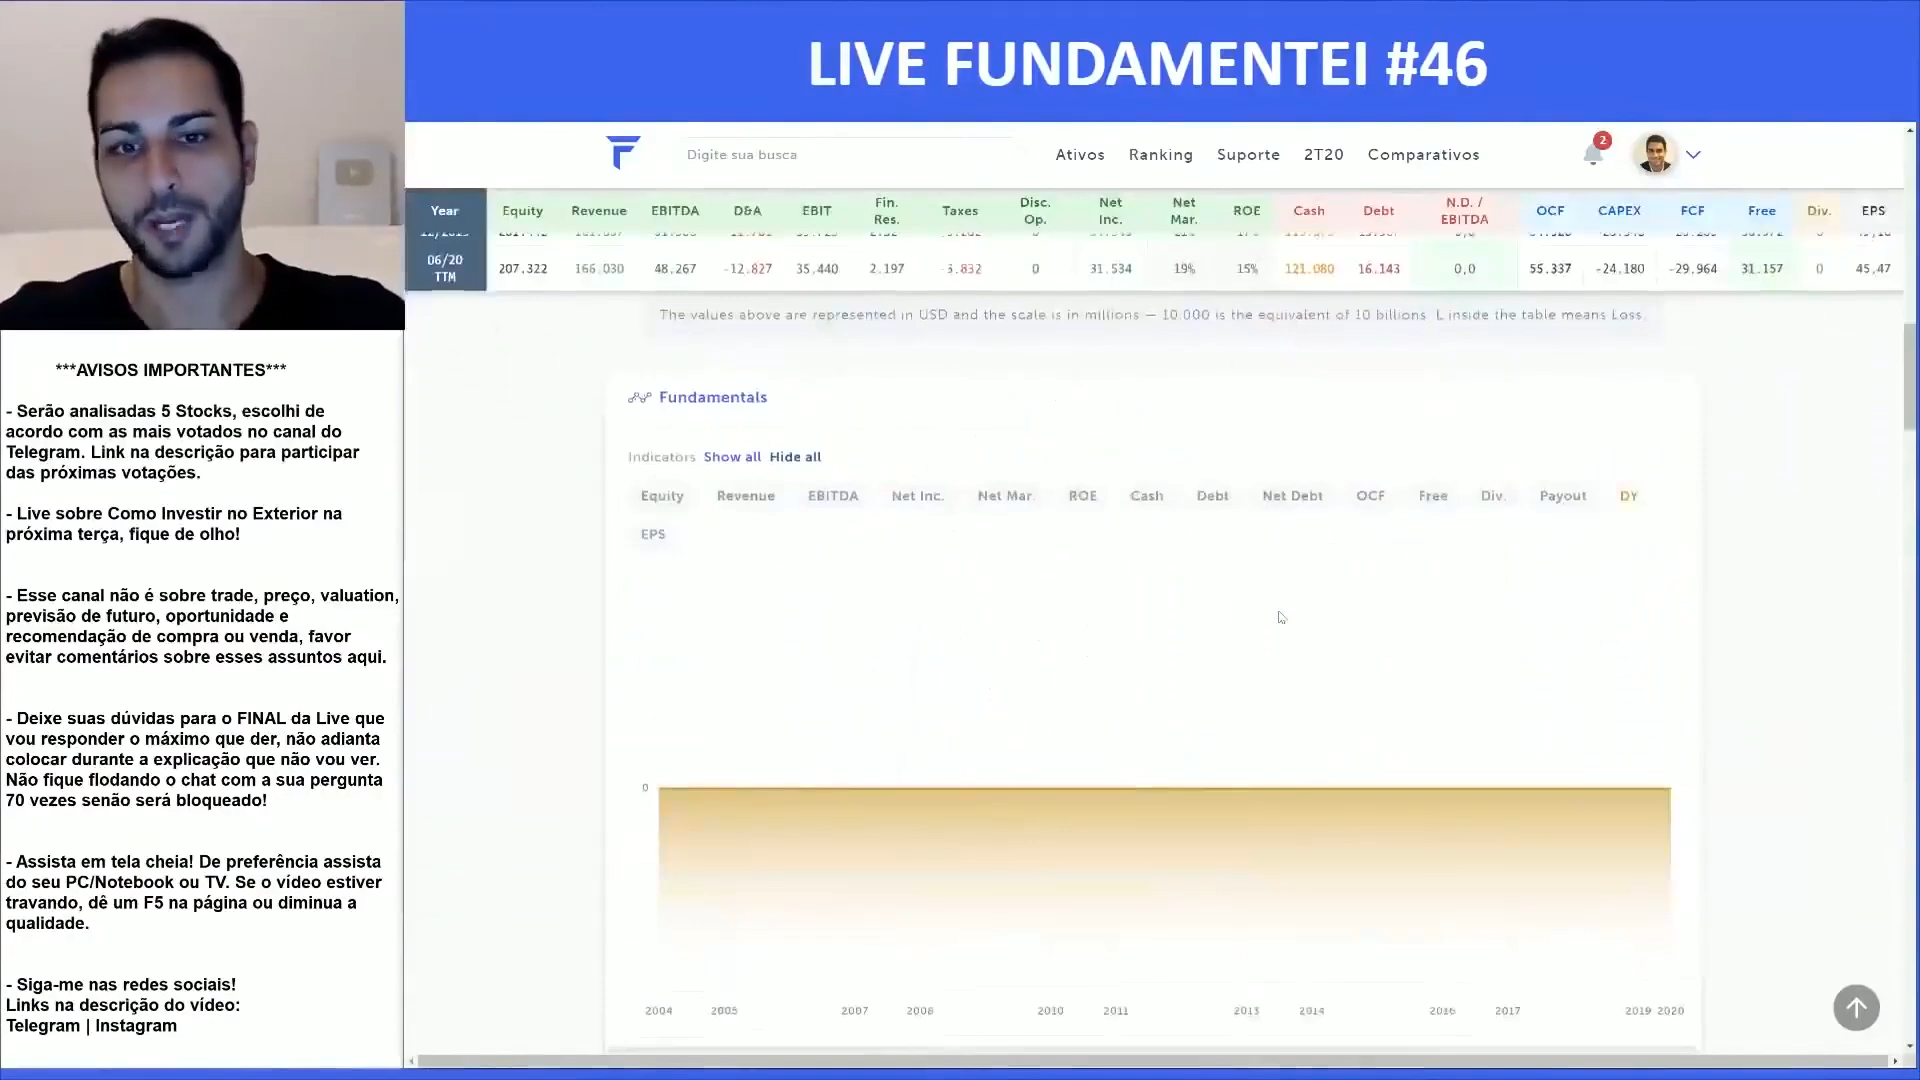 LIVE FUNDAMENTEI #46
Digite sua busca
Ativos Ranking Suporte 2T20 Comparativos
2
Year Equity Revenue EBITDA D&A EBIT Fin. Res. Taxes Disc. Op. Net Inc. Net Mar. ROE Cash Debt N.D. / EBITDA OCF CAPEX FCF Free Div. EPS
06/20 TTM 207.322 166.030 48.267 -12.827 35.440 2.197 -3.832 0 31.534 19% 15% 121.080 16.143 0,0 55.337 -24.180 -29.964 31.157 0 45,47
The values above are represented in USD and the scale is in millions — 10.000 is the equivalent of 10 billions. L inside the table means Loss.
Fundamentals
Indicators Show all Hide all
Equity Revenue EBITDA Net Inc. Net Mar. ROE Cash Debt Net Debt OCF Free Div. Payout DY
EPS
0
2004 2005 2007 2008 2010 2011 2013 2014 2016 2017 2019 2020
***AVISOS IMPORTANTES***
- Serão analisadas 5 Stocks, escolhi de
acordo com as mais votados no canal do
Telegram. Link na descrição para participar
das próximas votações.
- Live sobre Como Investir no Exterior na
próxima terça, fique de olho!
- Esse canal não é sobre trade, preço, valuation,
previsão de futuro, oportunidade e
recomendação de compra ou venda, favor
evitar comentários sobre esses assuntos aqui.
- Deixe suas dúvidas para o FINAL da Live que
vou responder o máximo que der, não adianta
colocar durante a explicação que não vou ver.
Não fique flodando o chat com a sua pergunta
70 vezes senão será bloqueado!
- Assista em tela cheia! De preferência assista
do seu PC/Notebook ou TV. Se o vídeo estiver
travando, dê um F5 na página ou diminua a
qualidade.
- Siga-me nas redes sociais!
Links na descrição do vídeo:
Telegram | Instagram